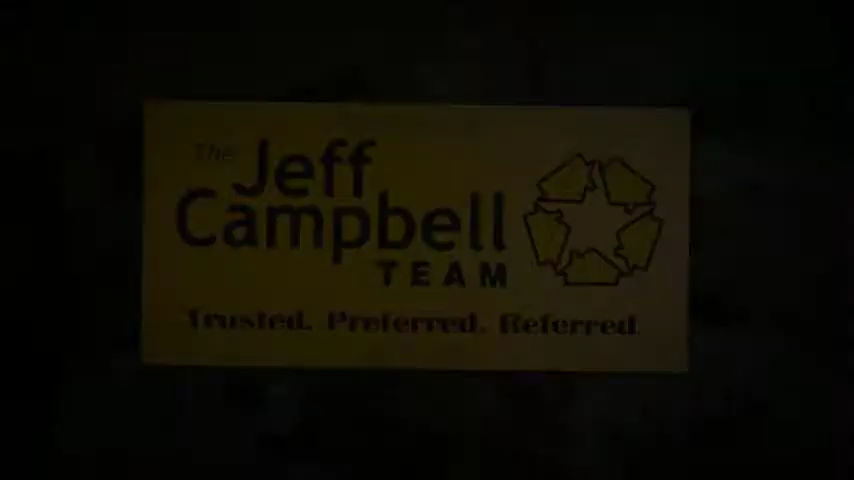 The
Jeff
Campbell
TEAM
Trusted. Preferred. Referred